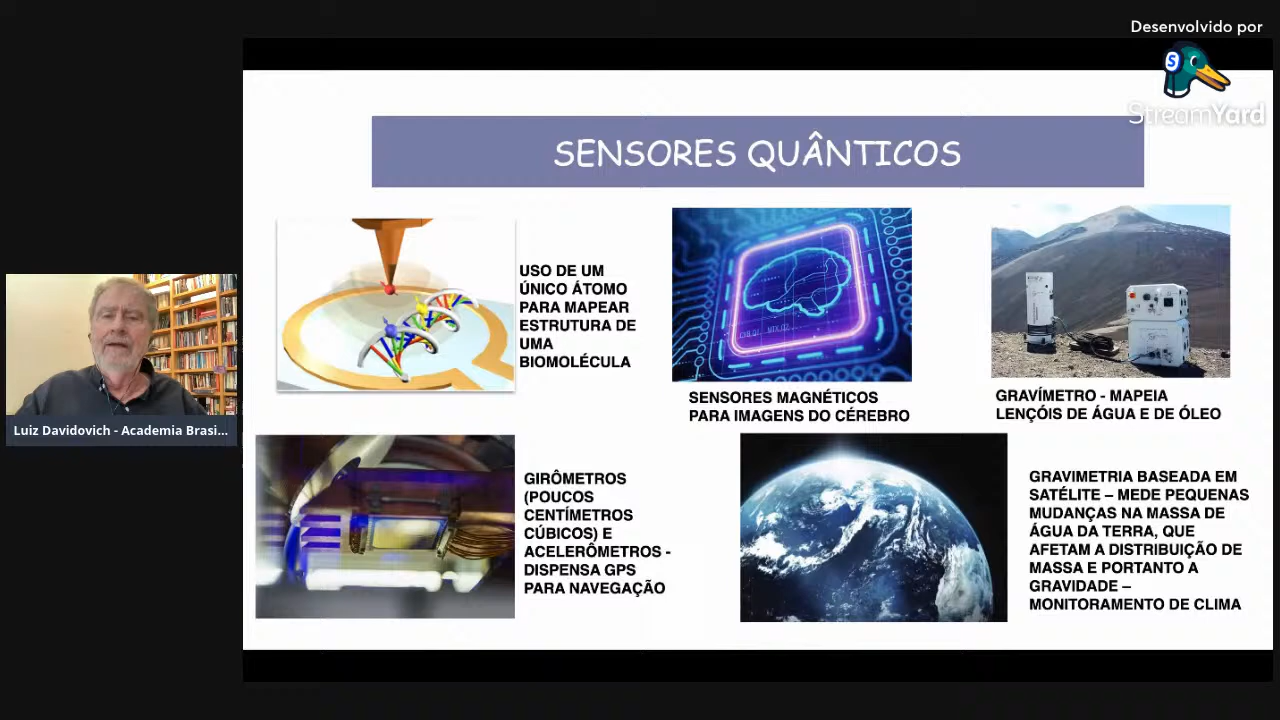 Desenvolvido por
S
StreamYard
SENSORES QUÂNTICOS
USO DE UM
ÚNICO ÁTOMO
PARA MAPEAR
ESTRUTURA DE
UMA
BIOMOLÉCULA
SENSORES MAGNÉTICOS
PARA IMAGENS DO CÉREBRO
GRAVÍMETRO - MAPEIA
LENÇÓIS DE ÁGUA E DE ÓLEO
Luiz Davidovich - Academia Brasi...
GIRÔMETROS
(POUCOS
CENTÍMETROS
CÚBICOS) E
ACELERÔMETROS -
DISPENSA GPS
PARA NAVEGAÇÃO
GRAVIMETRIA BASEADA EM
SATÉLITE – MEDE PEQUENAS
MUDANÇAS NA MASSA DE
ÁGUA DA TERRA, QUE
AFETAM A DISTRIBUIÇÃO DE
MASSA E PORTANTO A
GRAVIDADE –
MONITORAMENTO DE CLIMA